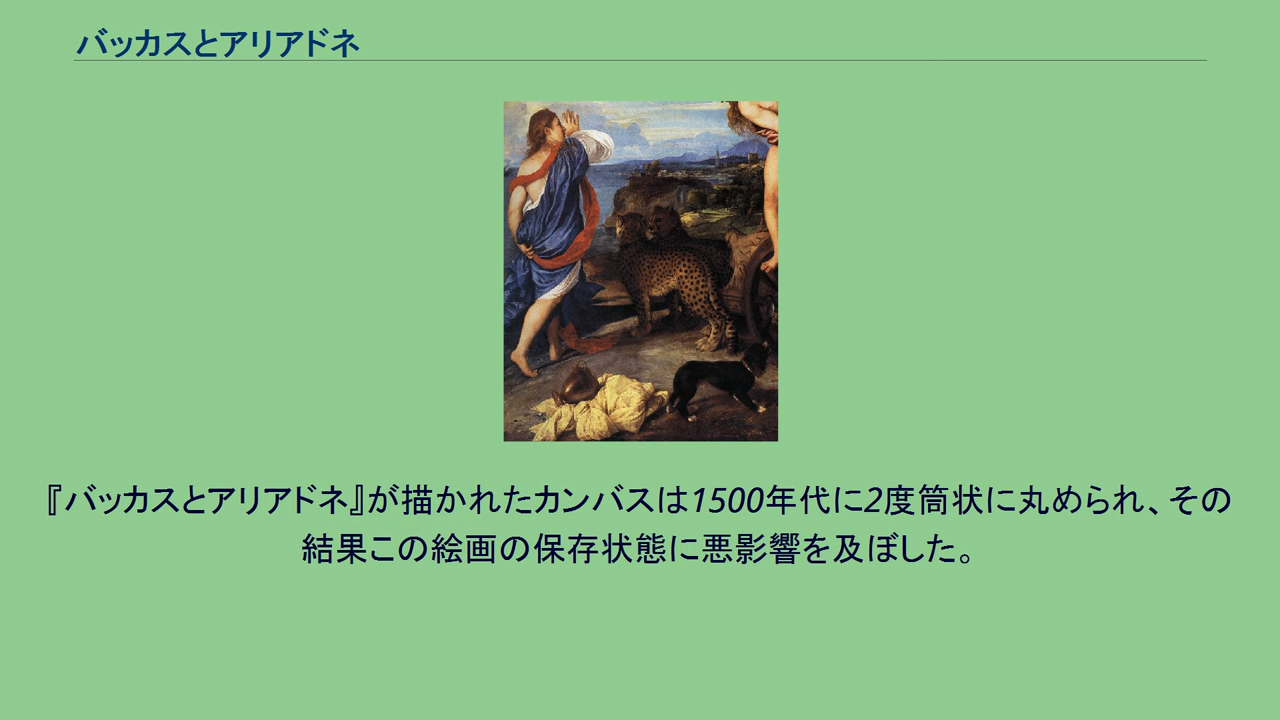 バッカスとアリアドネ
『バッカスとアリアドネ』が描かれたカンバスは1500年代に2度筒状に丸められ、その
結果この絵画の保存状態に悪影響を及ぼした。